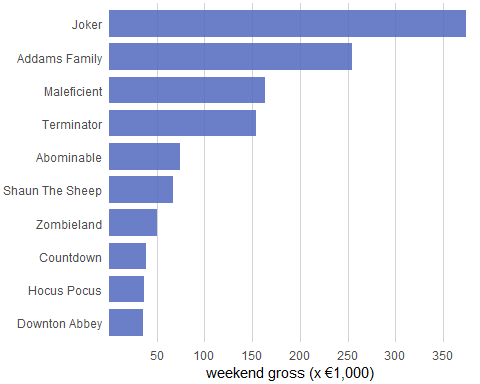 Joker
Addams Family
Maleficient
Terminator
Abominable
Shaun The Sheep
Zombieland
Countdown
Hocus Pocus
Downton Abbey
50 100 150 200 250 300 350
weekend gross (x €1,000)